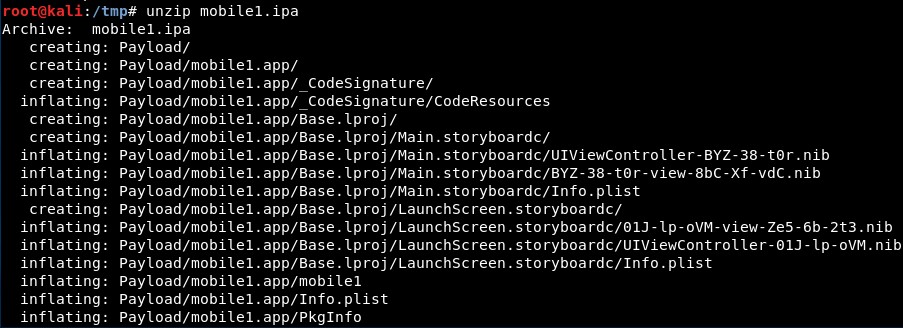 root@kali:/tmp# unzip mobile1.ipa
Archive:  mobile1.ipa
   creating: Payload/
   creating: Payload/mobile1.app/
   creating: Payload/mobile1.app/_CodeSignature/
  inflating: Payload/mobile1.app/_CodeSignature/CodeResources
   creating: Payload/mobile1.app/Base.lproj/
   creating: Payload/mobile1.app/Base.lproj/Main.storyboardc/
  inflating: Payload/mobile1.app/Base.lproj/Main.storyboardc/UIViewController-BYZ-38-t0r.nib
  inflating: Payload/mobile1.app/Base.lproj/Main.storyboardc/BYZ-38-t0r-view-8bC-Xf-vdC.nib
  inflating: Payload/mobile1.app/Base.lproj/Main.storyboardc/Info.plist
   creating: Payload/mobile1.app/Base.lproj/LaunchScreen.storyboardc/
  inflating: Payload/mobile1.app/Base.lproj/LaunchScreen.storyboardc/01J-lp-oVM-view-Ze5-6b-2t3.nib
  inflating: Payload/mobile1.app/Base.lproj/LaunchScreen.storyboardc/UIViewController-01J-lp-oVM.nib
  inflating: Payload/mobile1.app/Base.lproj/LaunchScreen.storyboardc/Info.plist
  inflating: Payload/mobile1.app/mobile1
  inflating: Payload/mobile1.app/Info.plist
  inflating: Payload/mobile1.app/PkgInfo